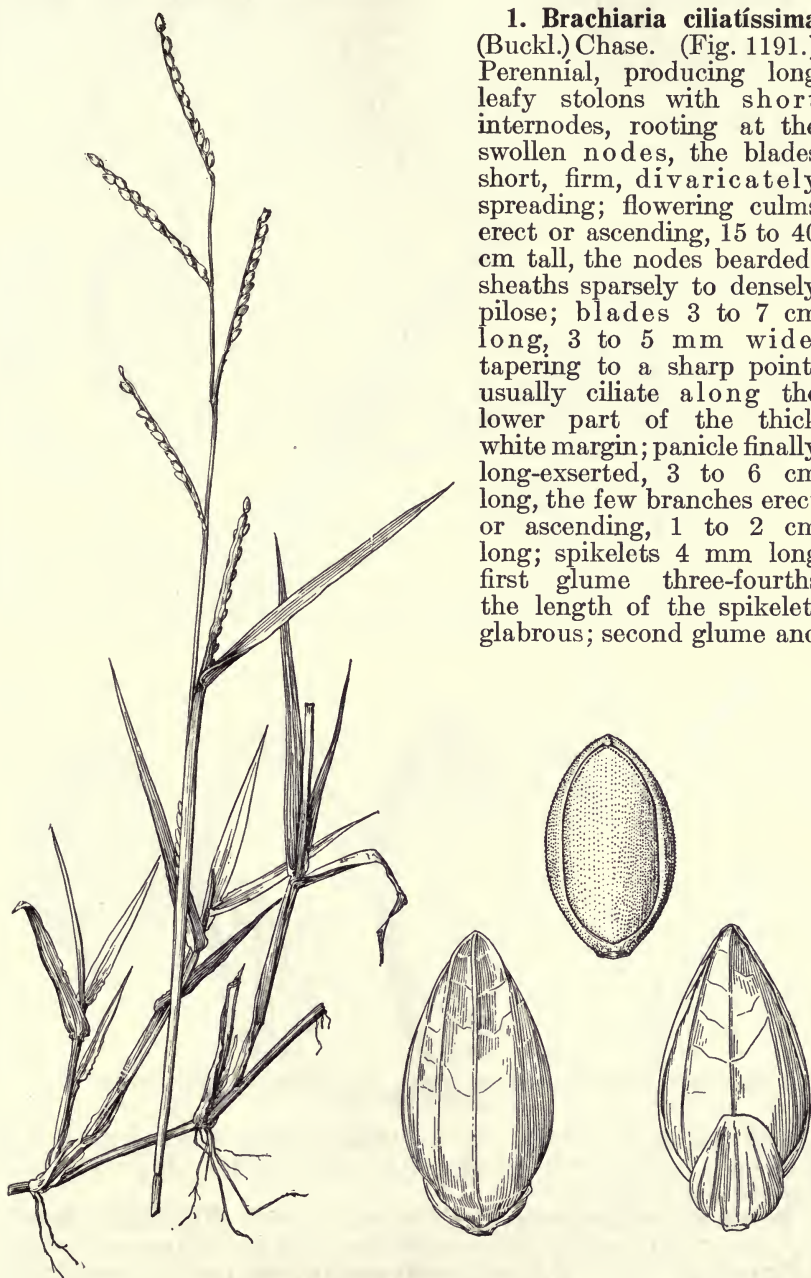 1. Brachiaria ciliatíssima
(Buckl.) Chase. (Fig. 1191.)
Perennial, producing long
leafy stolons with short
internodes, rooting at the
swollen nodes, the blades
short, firm, divaricately
spreading; flowering culms
erect or ascending, 15 to 40
cm tall, the nodes bearded
sheaths sparsely to densely
pilose; blades 3 to 7 cm
long, 3 to 5 mm wide
tapering to a sharp point
usually ciliate along the
lower part of the thick
white margin; panicle finally
long-exserted, 3 to 6 cm
long, the few branches erect
or ascending, 1 to 2 cm
long; spikelets 4 mm long
first glume three-fourths
the length of the spikelet
glabrous; second glume and